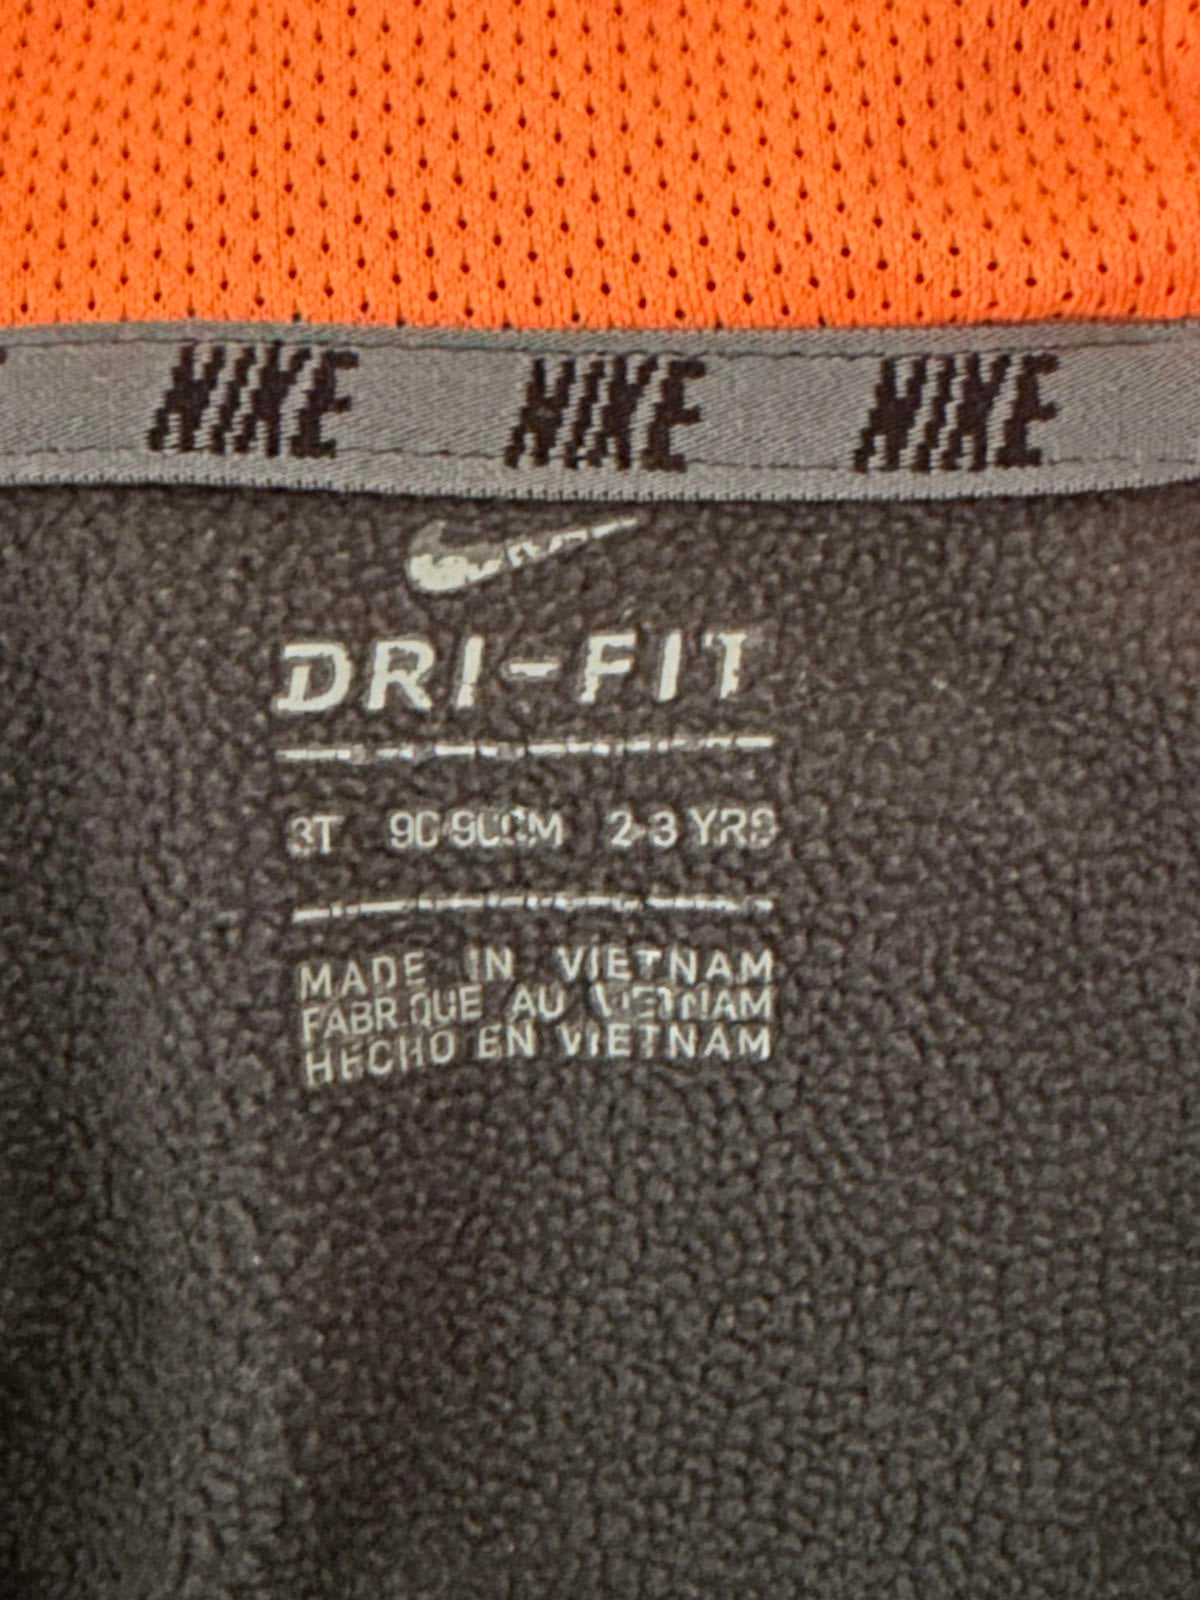 NIKE NIKE NIKE
DRI-FIT
3T 2-3 YRS
MADE IN VIETNAM
FABRIQUE AU VIETNAM
HECHO EN VIETNAM